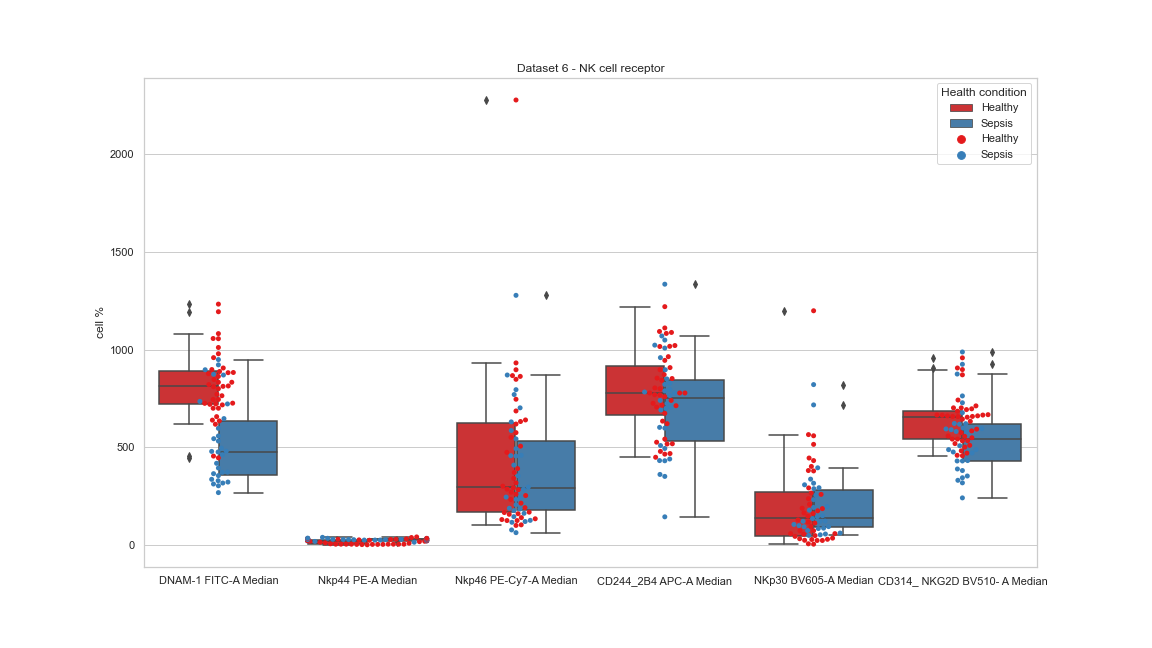 Dataset 6 - NK cell receptor
Health condition
Healthy
Sepsis
Healthy
Sepsis
cell %
2000
1500
1000
500
0
DNAM-1 FITC-A Median
Nkp44 PE-A Median
Nkp46 PE-Cy7-A Median
CD244_2B4 APC-A Median
NKp30 BV605-A Median
CD314_ NKG2D BV510- A Median